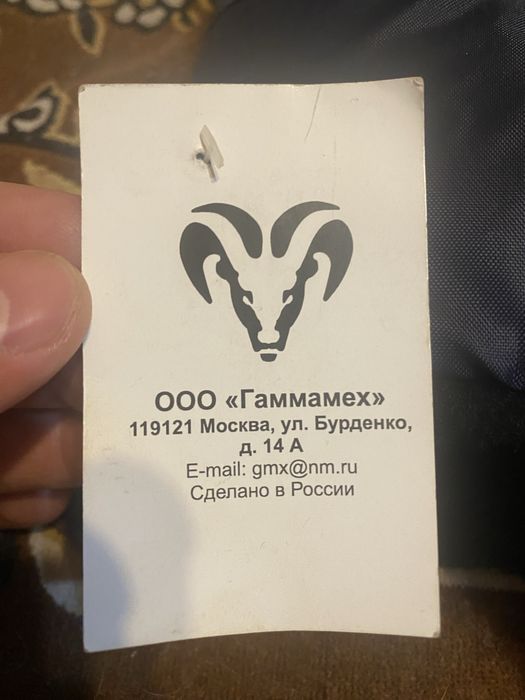 ООО «Гаммамех»
119121 Москва, ул. Бурденко,
д. 14 А
E-mail: gmx@nm.ru
Сделано в России